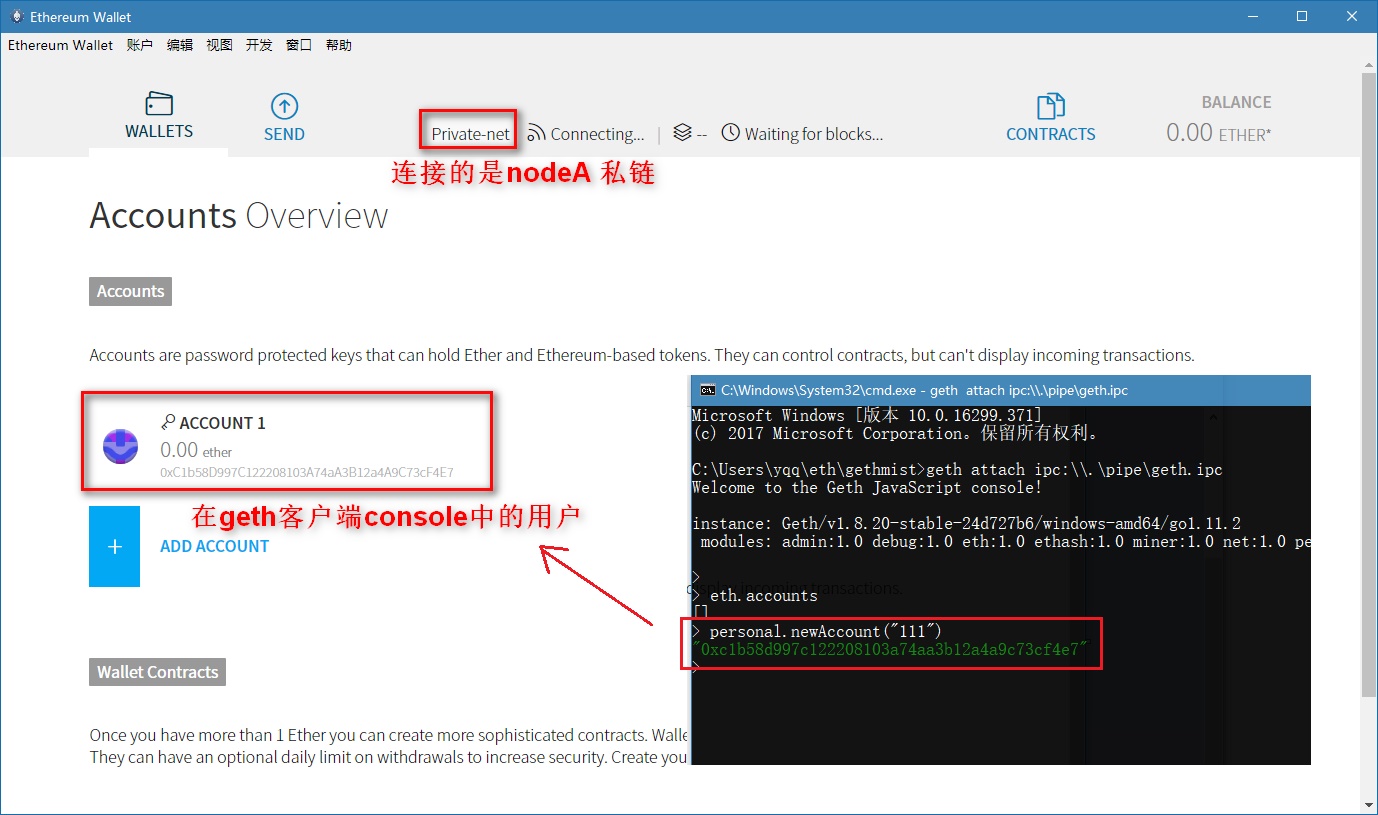 Ethereum Wallet
Ethereum Wallet 账户 编辑 视图 开发 窗口 帮助
WALLETS
SEND
Private-net
Connecting...
--
Waiting for blocks...
CONTRACTS
BALANCE
0.00 ETHER*
连接的是nodeA 私链
Accounts Overview
Accounts
Accounts are password protected keys that can hold Ether and Ethereum-based tokens. They can control contracts, but can't display incoming transactions.
ACCOUNT 1
0.00 ether
0xC1b58D997C122208103A74aA3B12a4A9C73cF4E7
在geth客户端console中的用户
ADD ACCOUNT
C:\Windows\System32\cmd.exe - geth attach ipc:\\.\pipe\geth.ipc
Microsoft Windows [版本 10.0.16299.371]
(c) 2017 Microsoft Corporation。保留所有权利。
C:\Users\yqq\eth\gethmist>geth attach ipc:\\.\pipe\geth.ipc
Welcome to the Geth JavaScript console!
instance: Geth/v1.8.20-stable-24d727b6/windows-amd64/go1.11.2
modules: admin:1.0 debug:1.0 eth:1.0 ethash:1.0 miner:1.0 net:1.0 pe
>
display incoming transactions.
> eth.accounts
[]
> personal.newAccount("111")
"0xc1b58d997c122208103a74aa3b12a4a9c73cf4e7"
>
Wallet Contracts
Once you have more than 1 Ether you can create more sophisticated contracts. Walle
They can have an optional daily limit on withdrawals to increase security. Create you